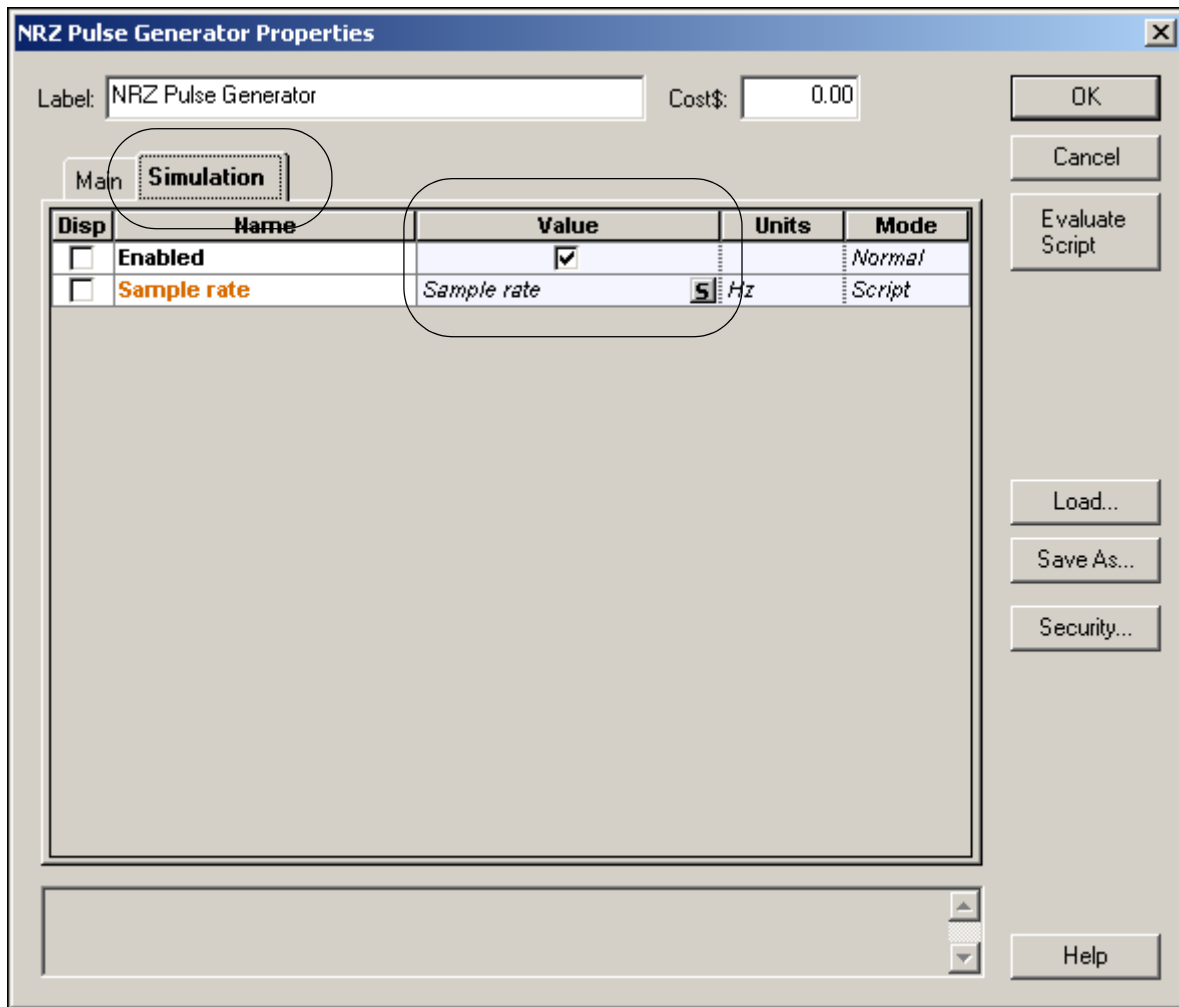 NRZ Pulse Generator Properties
Label: NRZ Pulse Generator Cost$: 0.00
OK
Cancel
Evaluate Script
Main Simulation
Disp Name Value Units Mode
Enabled Normal
Sample rate Sample rate S Hz Script
Load...
Save As...
Security...
Help